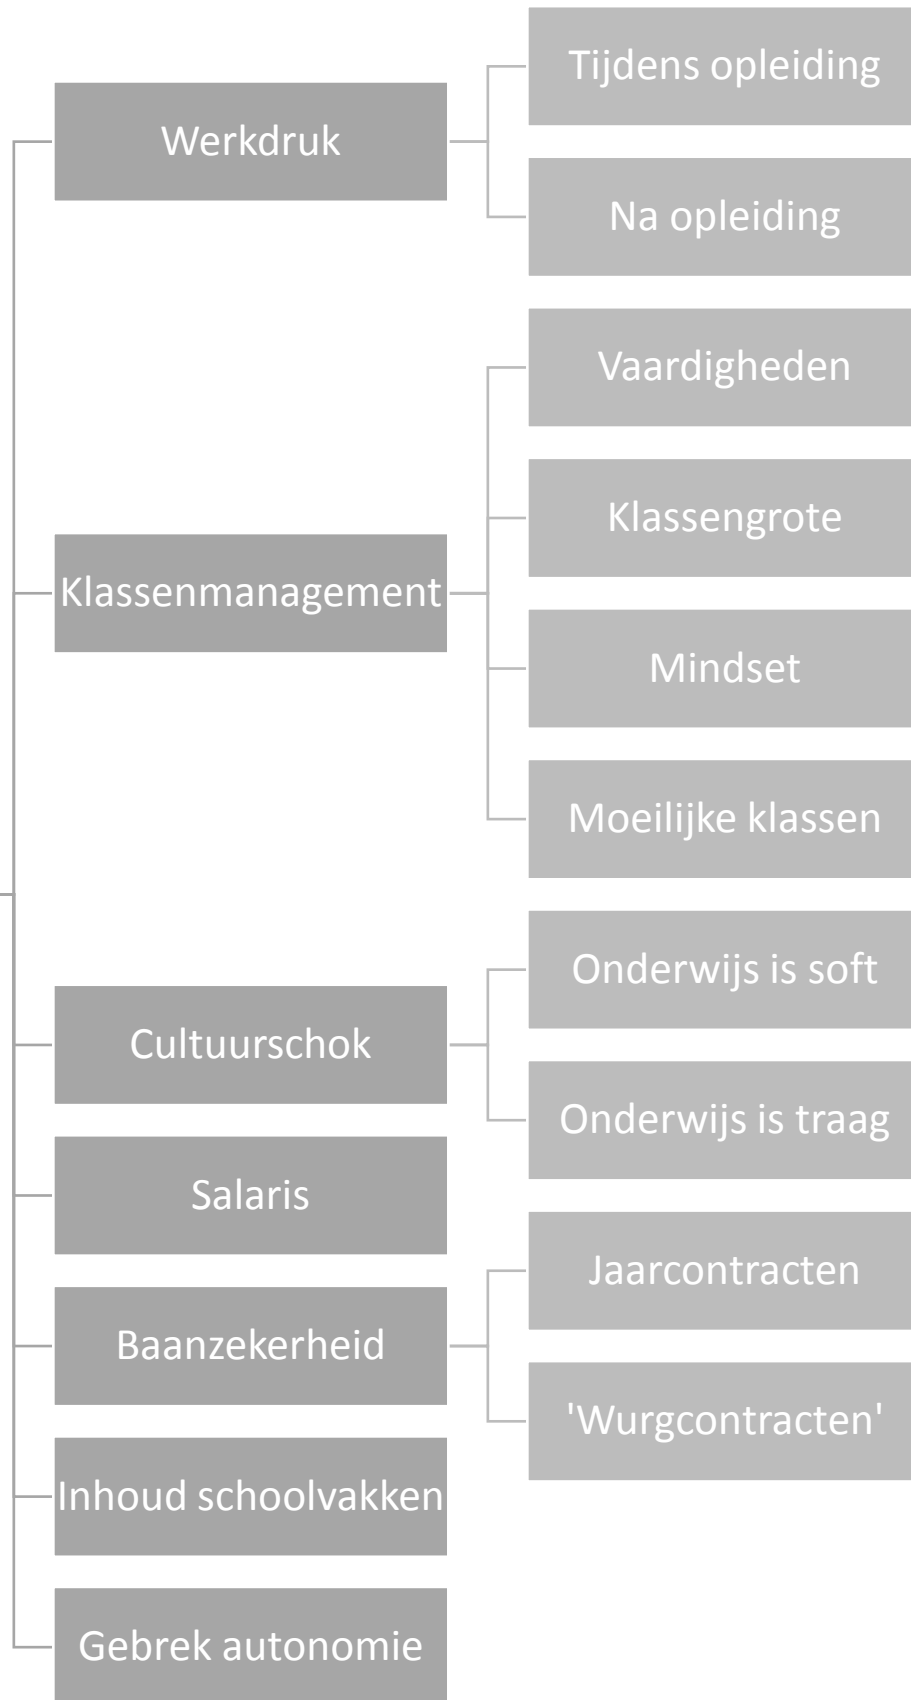 Werkdruk
Tijdens opleiding
Na opleiding
Klassenmanagement
Vaardigheden
Klassengrote
Mindset
Moeilijke klassen
Cultuurschok
Onderwijs is soft
Onderwijs is traag
Salaris
Baanzekerheid
Jaarcontracten
'Wurgcontracten'
Inhoud schoolvakken
Gebrek autonomie